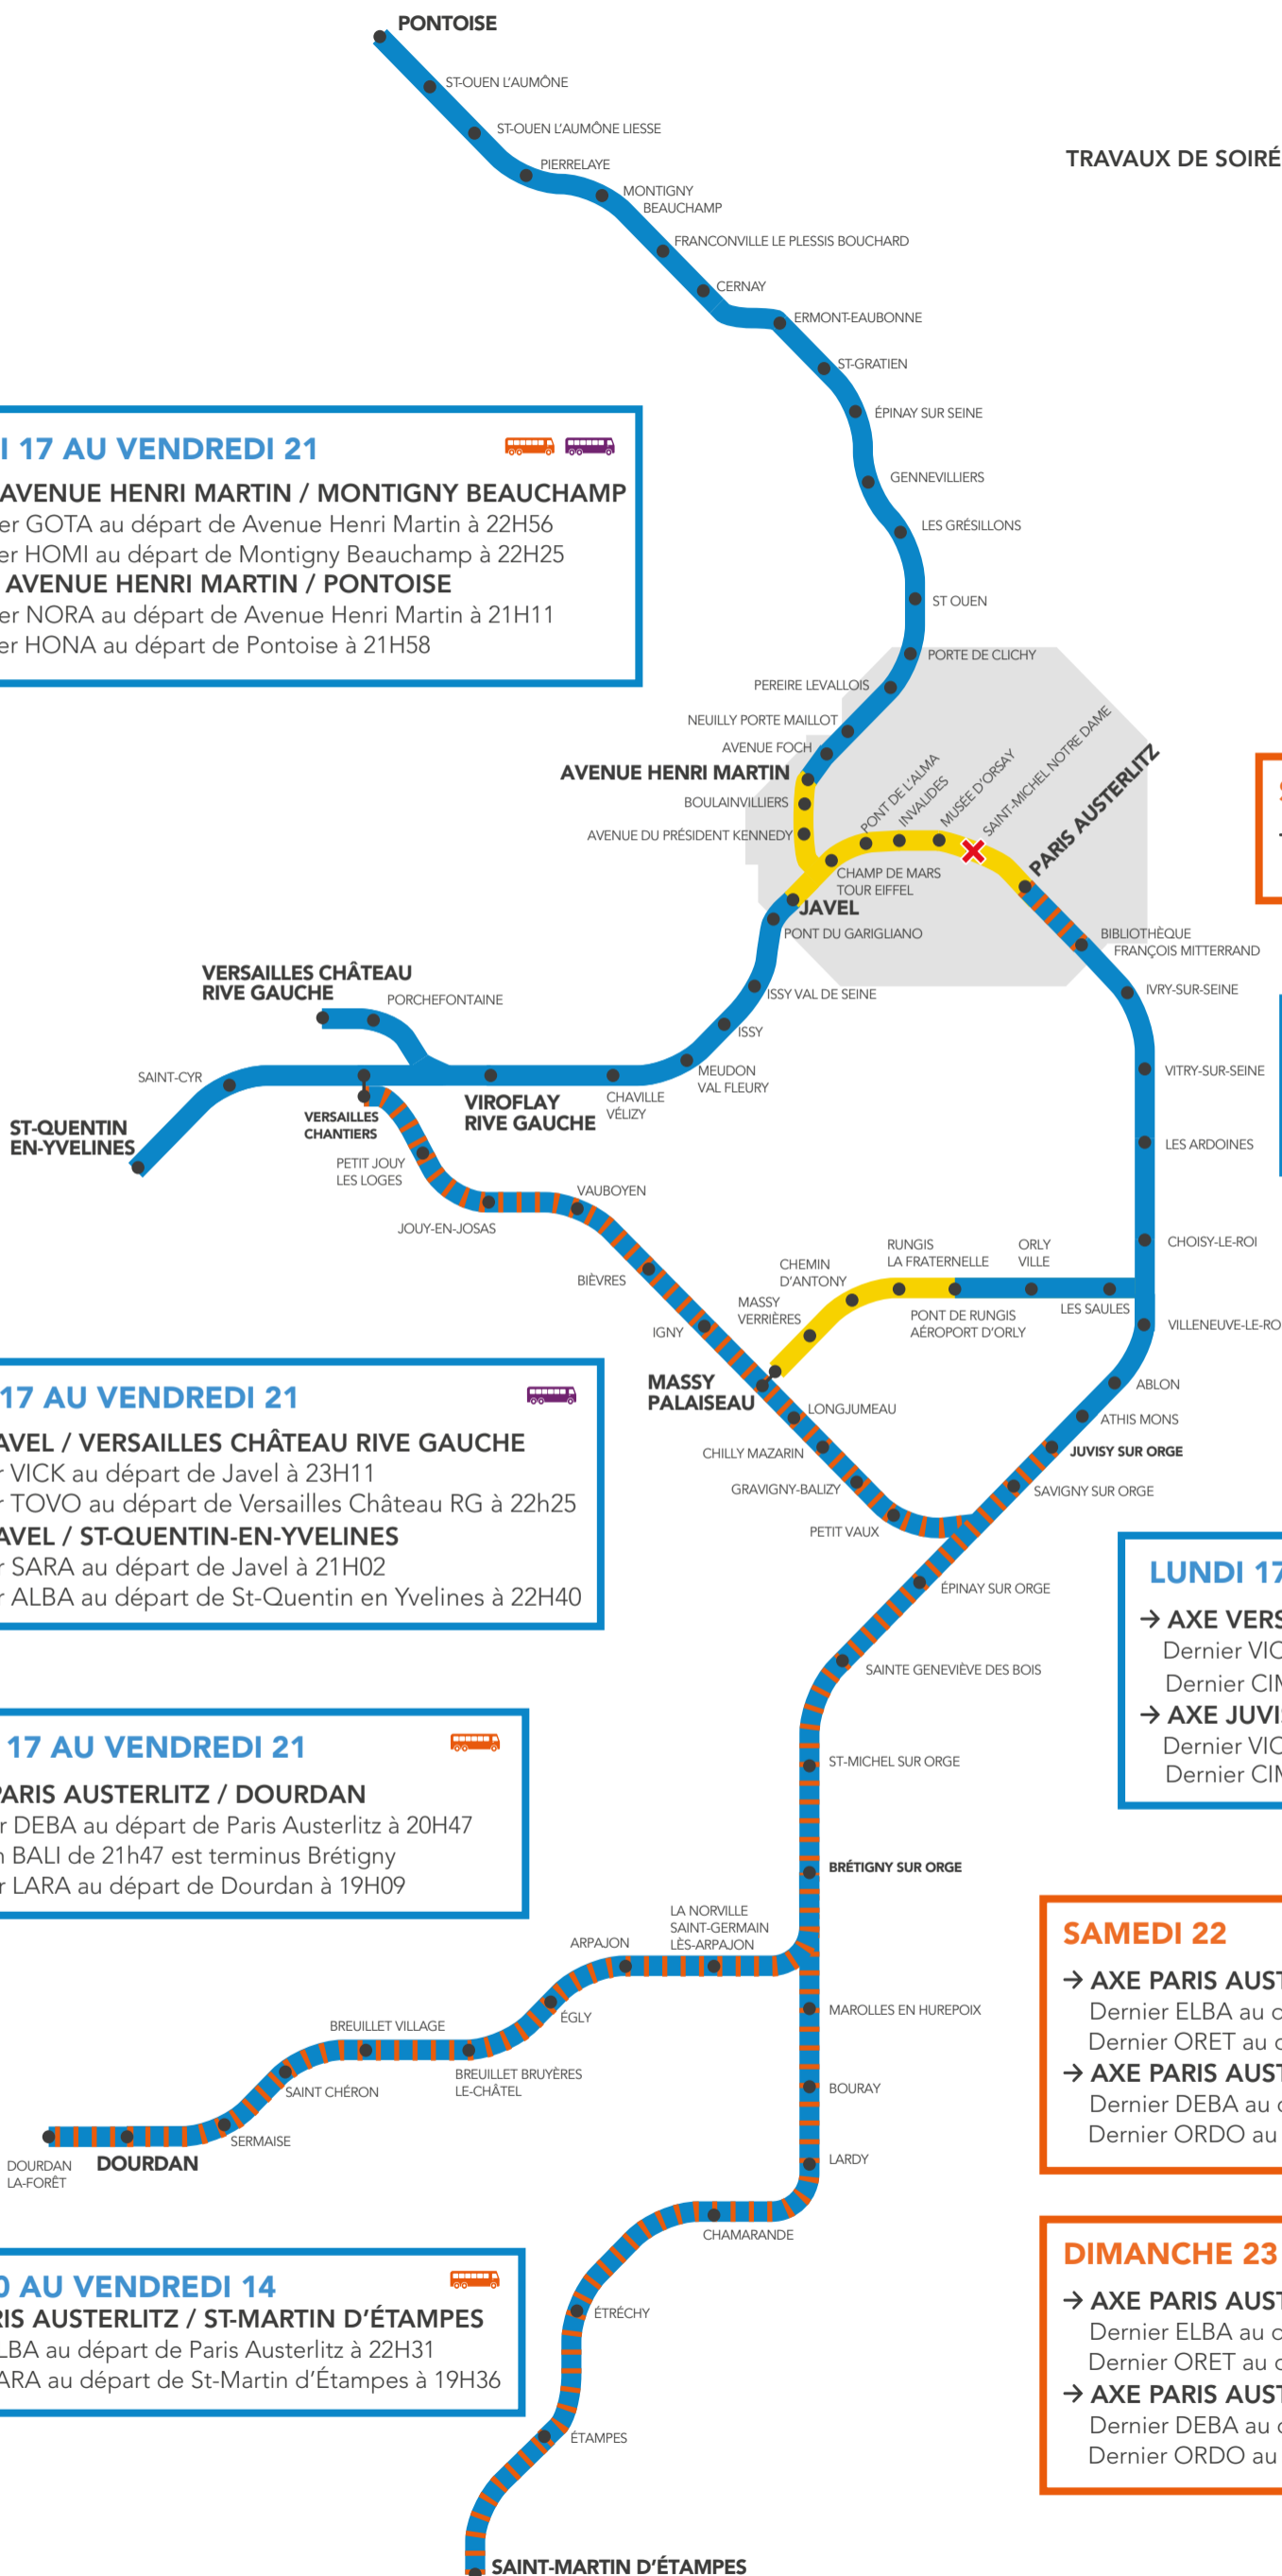 PONTOISE
ST-OUEN L'AUMÔNE
ST-OUEN L'AUMÔNE LIESSE
PIERRELAYE
TRAVAUX DE SOIRÉ
MONTIGNY
BEAUCHAMP
FRANCONVILLE LE PLESSIS BOUCHARD
CERNAY
ERMONT-EAUBONNE
ST-GRATIEN
ÉPINAY SUR SEINE
GENNEVILLIERS
LES GRÉSILLONS
ST OUEN
PORTE DE CLICHY
I 17 AU VENDREDI 21
AVENUE HENRI MARTIN / MONTIGNY BEAUCHAMP
er GOTA au départ de Avenue Henri Martin à 22H56
er HOMI au départ de Montigny Beauchamp à 22H25
AVENUE HENRI MARTIN / PONTOISE
er NORA au départ de Avenue Henri Martin à 21H11
er HONA au départ de Pontoise à 21H58
PEREIRE LEVALLOIS
NEUILLY PORTE MAILLOT
AVENUE FOCH
AVENUE HENRI MARTIN
BOULAINVILLIERS
AVENUE DU PRÉSIDENT KENNEDY
PONT DE L'ALMA
INVALIDES
MUSÉE D'ORSAY
SAINT-MICHEL NOTRE DAME
PARIS AUSTERLITZ
CHAMP DE MARS
TOUR EIFFEL
JAVEL
PONT DU GARIGLIANO
BIBLIOTHÈQUE
FRANÇOIS MITTERRAND
VERSAILLES CHÂTEAU
RIVE GAUCHE
PORCHEFONTAINE
ISSY VAL DE SEINE
IVRY-SUR-SEINE
ISSY
SAINT-CYR
MEUDON
VAL FLEURY
VITRY-SUR-SEINE
CHAVILLE
VÉLIZY
VIROFLAY
RIVE GAUCHE
VERSAILLES
CHANTIERS
ST-QUENTIN
EN-YVELINES
LES ARDOINES
PETIT JOUY
LES LOGES
VAUBOYEN
JOUY-EN-JOSAS
CHOISY-LE-ROI
RUNGIS
LA FRATERNELLE
ORLY
VILLE
CHEMIN
D'ANTONY
BIÈVRES
MASSY
VERRIÈRES
LES SAULES
PONT DE RUNGIS
AÉROPORT D'ORLY
VILLENEUVE-LE-RO
IGNY
MASSY
PALAISEAU
ABLON
LONGJUMEAU
ATHIS MONS
CHILLY MAZARIN
JUVISY SUR ORGE
GRAVIGNY-BALIZY
SAVIGNY SUR ORGE
PETIT VAUX
17 AU VENDREDI 21
AVEL / VERSAILLES CHÂTEAU RIVE GAUCHE
r VICK au départ de Javel à 23H11
r TOVO au départ de Versailles Château RG à 22h25
AVEL / ST-QUENTIN-EN-YVELINES
r SARA au départ de Javel à 21H02
r ALBA au départ de St-Quentin en Yvelines à 22H40
ÉPINAY SUR ORGE
SAINTE GENEVIÈVE DES BOIS
LUNDI 17
→ AXE VERS
Dernier VIC
Dernier CIM
→ AXE JUVIS
Dernier VIC
Dernier CIM
ST-MICHEL SUR ORGE
17 AU VENDREDI 21
PARIS AUSTERLITZ / DOURDAN
r DEBA au départ de Paris Austerlitz à 20H47
n BALI de 21h47 est terminus Brétigny
r LARA au départ de Dourdan à 19H09
BRÉTIGNY SUR ORGE
LA NORVILLE
SAINT-GERMAIN
LÈS-ARPAJON
ARPAJON
ÉGLY
MAROLLES EN HUREPOIX
BREUILLET VILLAGE
BREUILLET BRUYÈRES
LE-CHÂTEL
SAINT CHÉRON
BOURAY
SERMAISE
LARDY
DOURDAN
DOURDAN
LA-FORÊT
CHAMARANDE
SAMEDI 22
→ AXE PARIS AUST
Dernier ELBA au d
Dernier ORET au d
→ AXE PARIS AUST
Dernier DEBA au d
Dernier ORDO au
0 AU VENDREDI 14
RIS AUSTERLITZ / ST-MARTIN D'ÉTAMPES
LBA au départ de Paris Austerlitz à 22H31
ARA au départ de St-Martin d'Étampes à 19H36
ÉTRÉCHY
ÉTAMPES
DIMANCHE 23
→ AXE PARIS AUST
Dernier ELBA au d
Dernier ORET au d
→ AXE PARIS AUST
Dernier DEBA au d
Dernier ORDO au
SAINT-MARTIN D'ÉTAMPES